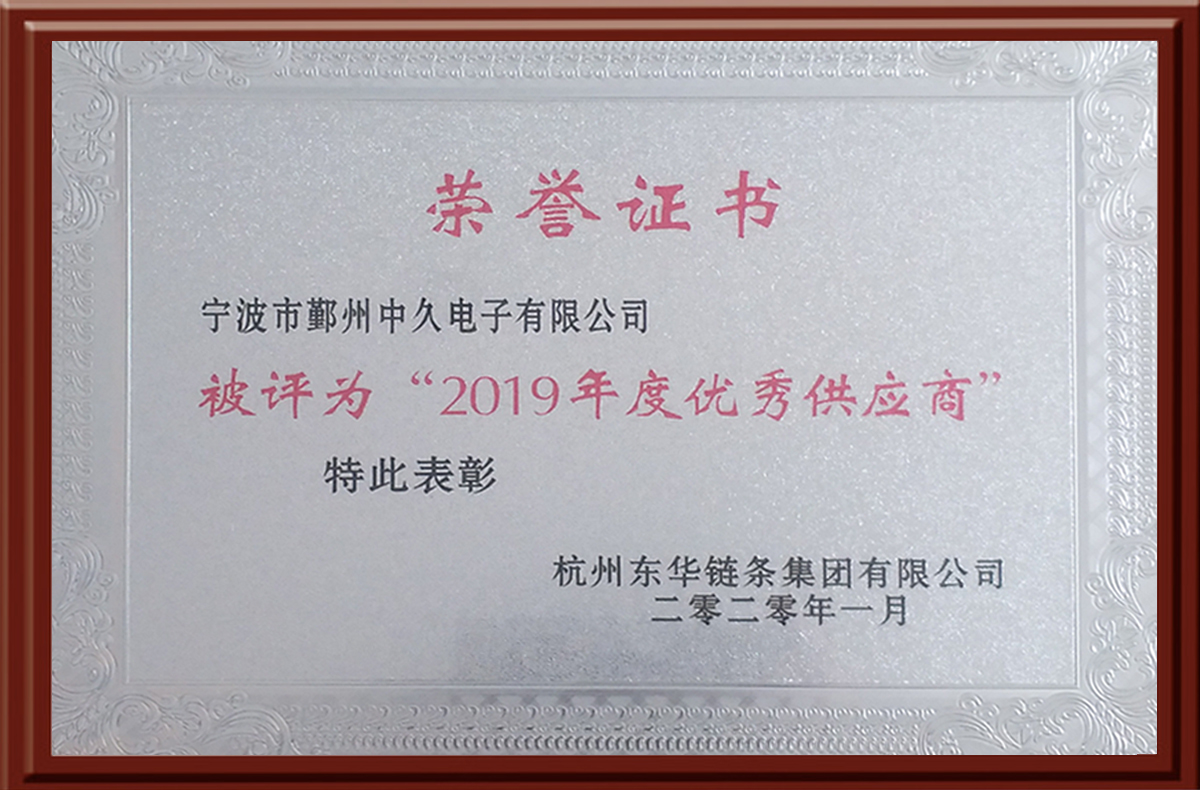 荣誉证书
宁波市鄞州中久电子有限公司
被评为“2019年度优秀供应商”
特此表彰
杭州东华链条集团有限公司
二零二零年一月